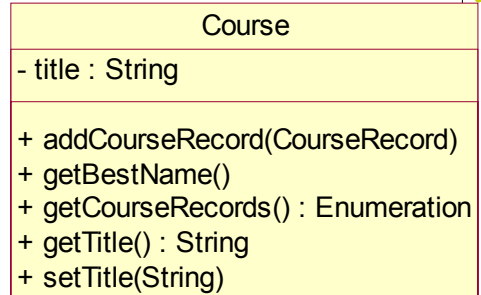 Course
- title : String
+ addCourseRecord(CourseRecord)
+ getBestName()
+ getCourseRecords() : Enumeration
+ getTitle() : String
+ setTitle(String)